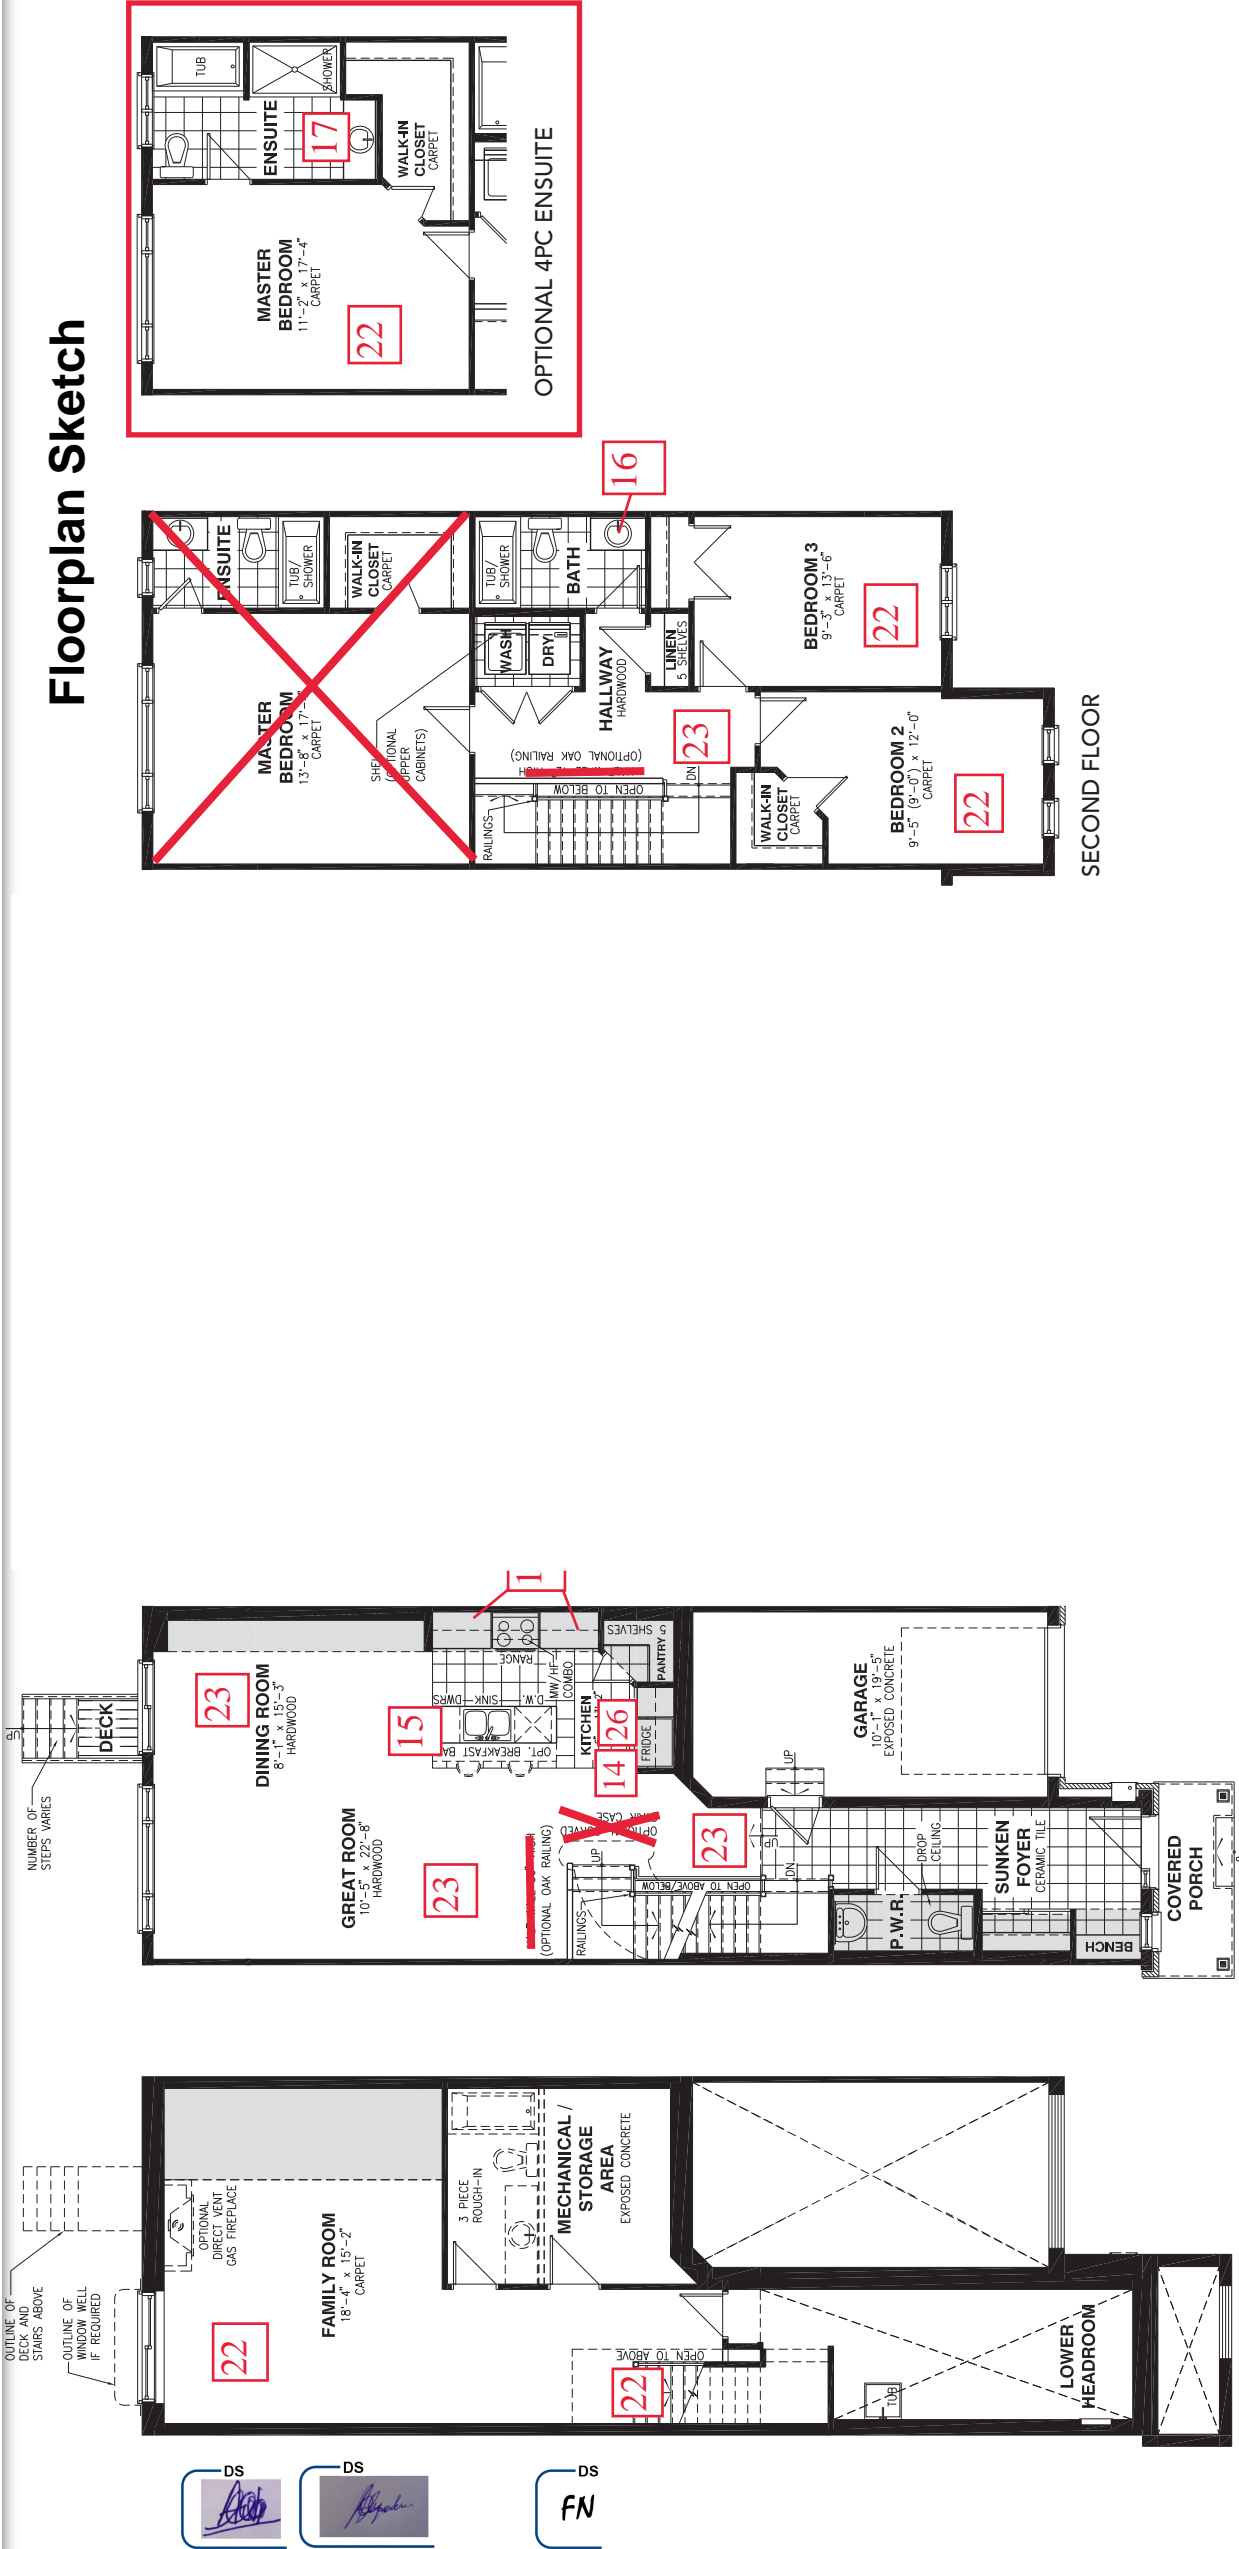 Floorplan Sketch
OUTLINE OF
DECK AND
STAIRS ABOVE
OUTLINE OF
WINDOW WELL
IF REQUIRED
OPTIONAL
DIRECT VENT
GAS FIREPLACE
22
FAMILY ROOM
18'-4" x 15'-2"
CARPET
3 PIECE
ROUGH-IN
MECHANICAL /
STORAGE
AREA
EXPOSED CONCRETE
OPEN TO ABOVE
22
TUB
LOWER
HEADROOM
DS
DS
DS
FN
UP
DECK
NUMBER OF
STEPS VARIES
23
DINING ROOM
8'-1" x 15'-3"
HARDWOOD
GREAT ROOM
10'-5" x 22'-8"
HARDWOOD
23
1
RANGE
MW/HF
COMBO
5 SHELVES
PANTRY
D.W.
SINK
DWRS
15
OPT. BREAKFAST BAR
KITCHEN
26
14
FRIDGE
(OPTIONAL OAK RAILING)
RAILINGS
UP
23
OPEN TO ABOVE/BELOW
UP
DN
UP
GARAGE
10'-1" x 19'-5"
EXPOSED CONCRETE
DROP
CEILING
P.W.R.
SUNKEN
FOYER
CERAMIC TILE
BENCH
COVERED
PORCH
MASTER
BEDROOM
CARPET
ENSUITE
TUB/
SHOWER
WALK-IN
CLOSET
CARPET
CABINETS)
TUB/
SHOWER
BATH
16
WASH
DRY
LINEN
5 SHELVES
HALLWAY
HARDWOOD
23
(OPTIONAL OAK RAILING)
OPEN TO BELOW
RAILINGS
DN
BEDROOM 3
9'-3" x 13'-6"
CARPET
22
WALK-IN
CLOSET
CARPET
BEDROOM 2
9'-5" (9'-0") x 12'-0"
CARPET
22
SECOND FLOOR
TUB
SHOWER
ENSUITE
17
MASTER
BEDROOM
11'-2" x 17'-4"
CARPET
22
WALK-IN
CLOSET
CARPET
OPTIONAL 4PC ENSUITE